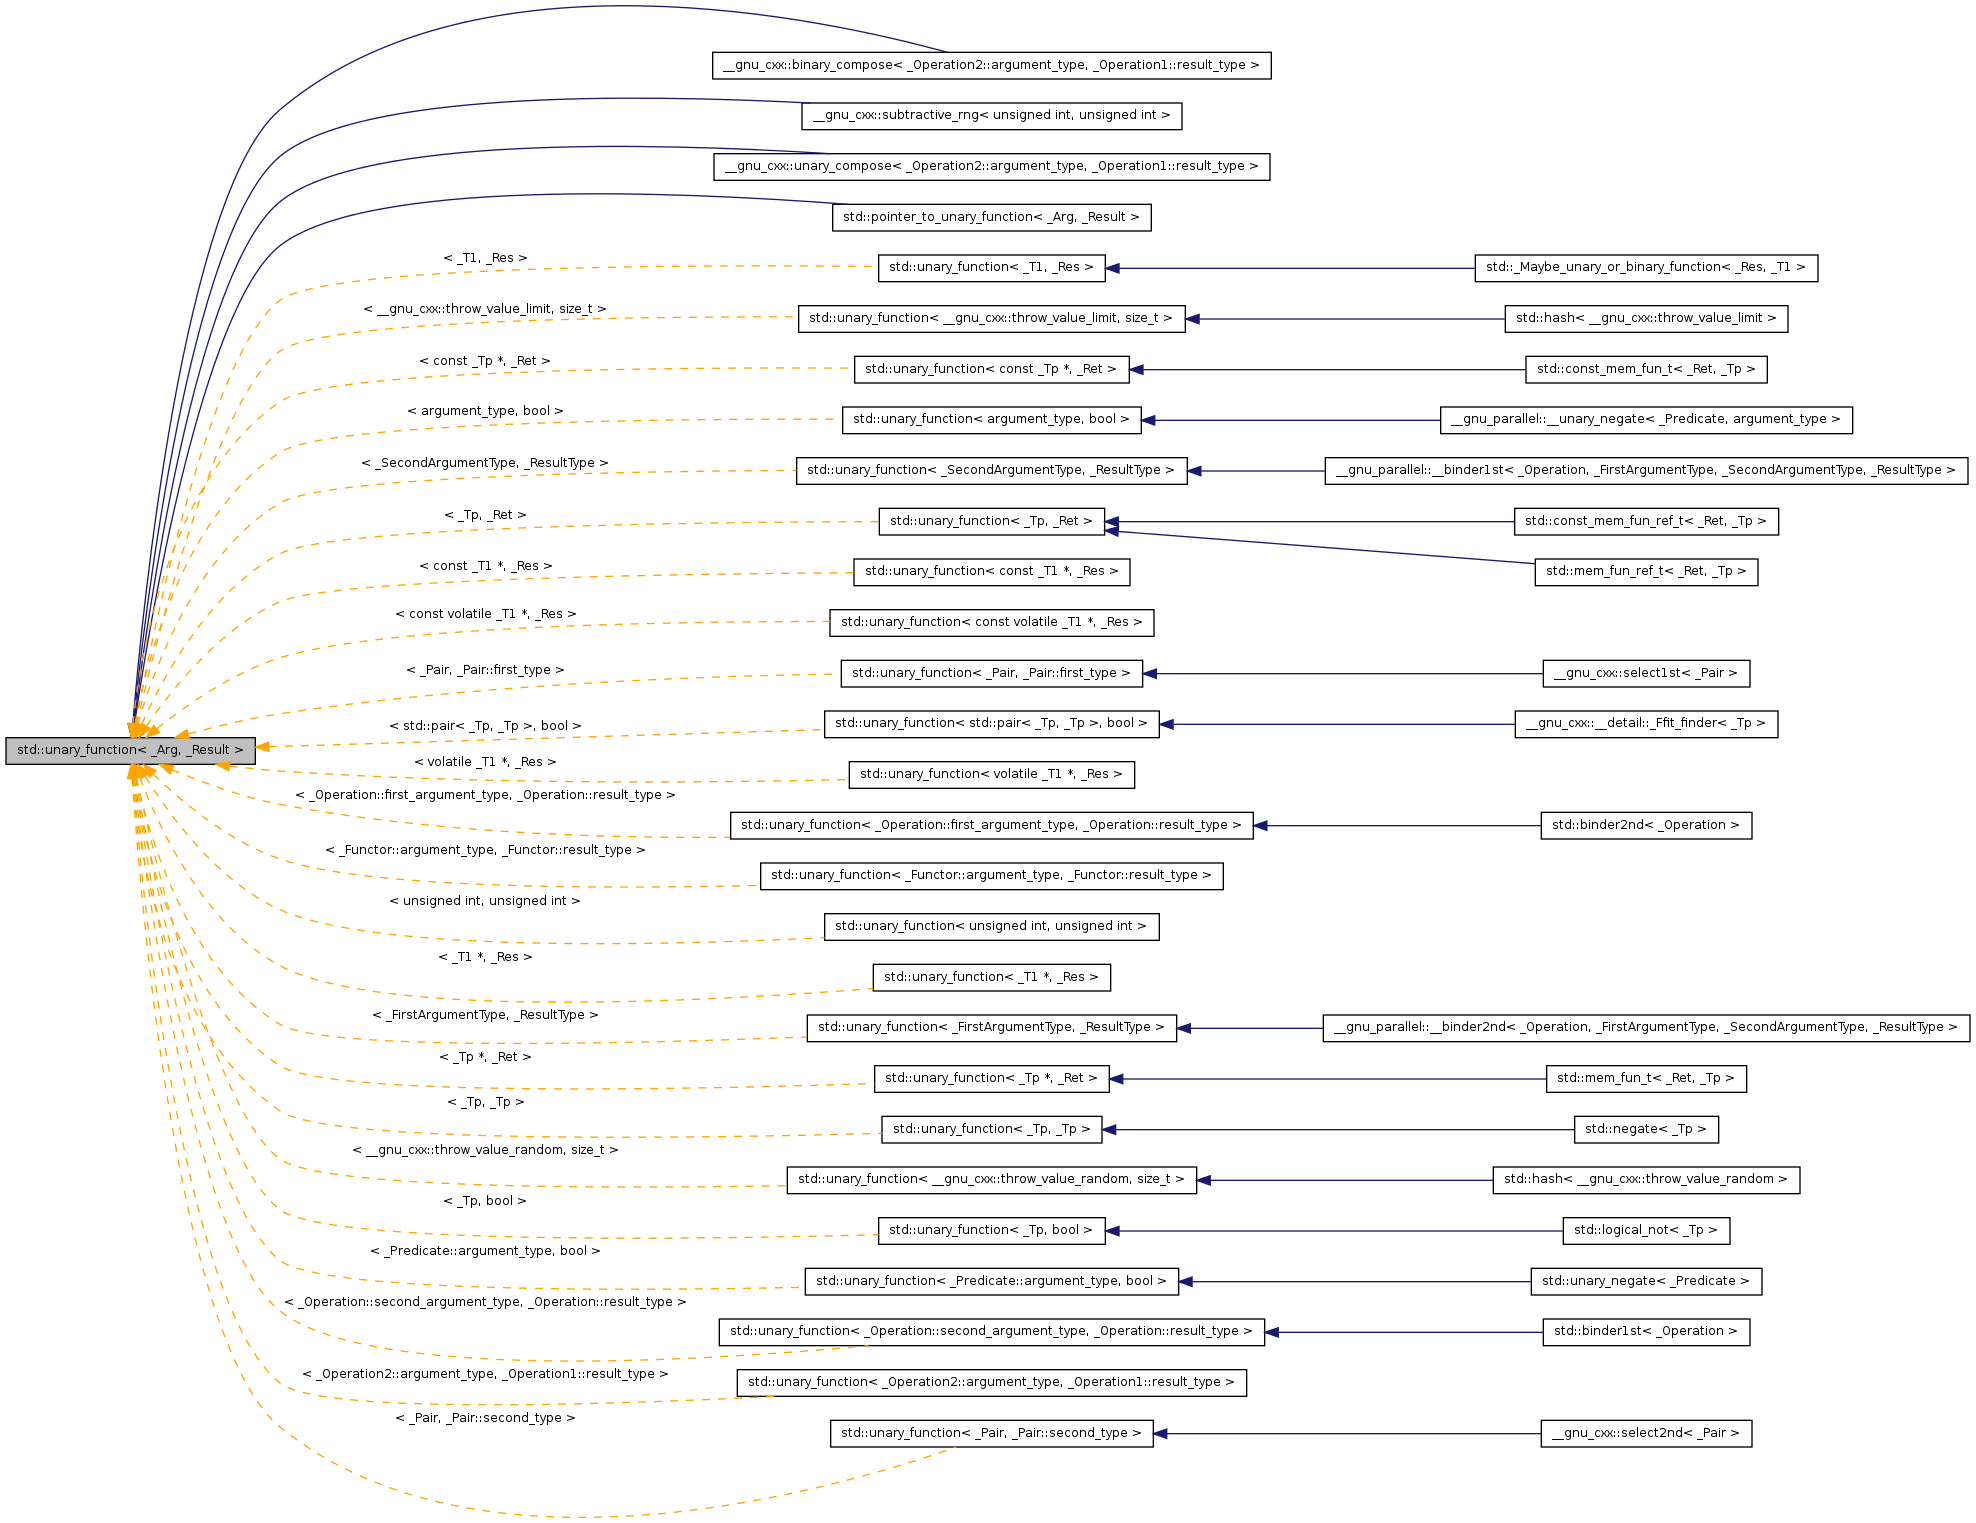 __gnu_cxx::binary_compose< _Operation2::argument_type, _Operation1::result_type >
__gnu_cxx::subtractive_rng< unsigned int, unsigned int >
__gnu_cxx::unary_compose< _Operation2::argument_type, _Operation1::result_type >
std::pointer_to_unary_function< _Arg, _Result >
< _T1, _Res >
std::unary_function< _T1, _Res >
std::_Maybe_unary_or_binary_function< _Res, _T1 >
< __gnu_cxx::throw_value_limit, size_t >
std::unary_function< __gnu_cxx::throw_value_limit, size_t >
std::hash< __gnu_cxx::throw_value_limit >
< const _Tp *, _Ret >
std::unary_function< const _Tp *, _Ret >
std::const_mem_fun_t< _Ret, _Tp >
< argument_type, bool >
std::unary_function< argument_type, bool >
__gnu_parallel::__unary_negate< _Predicate, argument_type >
< _SecondArgumentType, _ResultType >
std::unary_function< _SecondArgumentType, _ResultType >
__gnu_parallel::__binder1st< _Operation, _FirstArgumentType, _SecondArgumentType, _ResultType >
< _Tp, _Ret >
std::unary_function< _Tp, _Ret >
std::const_mem_fun_ref_t< _Ret, _Tp >
< const _T1 *, _Res >
std::unary_function< const _T1 *, _Res >
std::mem_fun_ref_t< _Ret, _Tp >
< const volatile _T1 *, _Res >
std::unary_function< const volatile _T1 *, _Res >
< _Pair, _Pair::first_type >
std::unary_function< _Pair, _Pair::first_type >
__gnu_cxx::select1st< _Pair >
< std::pair< _Tp, _Tp >, bool >
std::unary_function< std::pair< _Tp, _Tp >, bool >
__gnu_cxx::__detail::_Ffit_finder< _Tp >
std::unary_function< _Arg, _Result >
< volatile _T1 *, _Res >
std::unary_function< volatile _T1 *, _Res >
< _Operation::first_argument_type, _Operation::result_type >
std::unary_function< _Operation::first_argument_type, _Operation::result_type >
std::binder2nd< _Operation >
< _Functor::argument_type, _Functor::result_type >
std::unary_function< _Functor::argument_type, _Functor::result_type >
< unsigned int, unsigned int >
std::unary_function< unsigned int, unsigned int >
< _T1 *, _Res >
std::unary_function< _T1 *, _Res >
< _FirstArgumentType, _ResultType >
std::unary_function< _FirstArgumentType, _ResultType >
__gnu_parallel::__binder2nd< _Operation, _FirstArgumentType, _SecondArgumentType, _ResultType >
< _Tp *, _Ret >
std::unary_function< _Tp *, _Ret >
std::mem_fun_t< _Ret, _Tp >
< _Tp, _Tp >
std::unary_function< _Tp, _Tp >
std::negate< _Tp >
< __gnu_cxx::throw_value_random, size_t >
std::unary_function< __gnu_cxx::throw_value_random, size_t >
std::hash< __gnu_cxx::throw_value_random >
< _Tp, bool >
std::unary_function< _Tp, bool >
std::logical_not< _Tp >
< _Predicate::argument_type, bool >
std::unary_function< _Predicate::argument_type, bool >
std::unary_negate< _Predicate >
< _Operation::second_argument_type, _Operation::result_type >
std::unary_function< _Operation::second_argument_type, _Operation::result_type >
std::binder1st< _Operation >
< _Operation2::argument_type, _Operation1::result_type >
std::unary_function< _Operation2::argument_type, _Operation1::result_type >
< _Pair, _Pair::second_type >
std::unary_function< _Pair, _Pair::second_type >
__gnu_cxx::select2nd< _Pair >